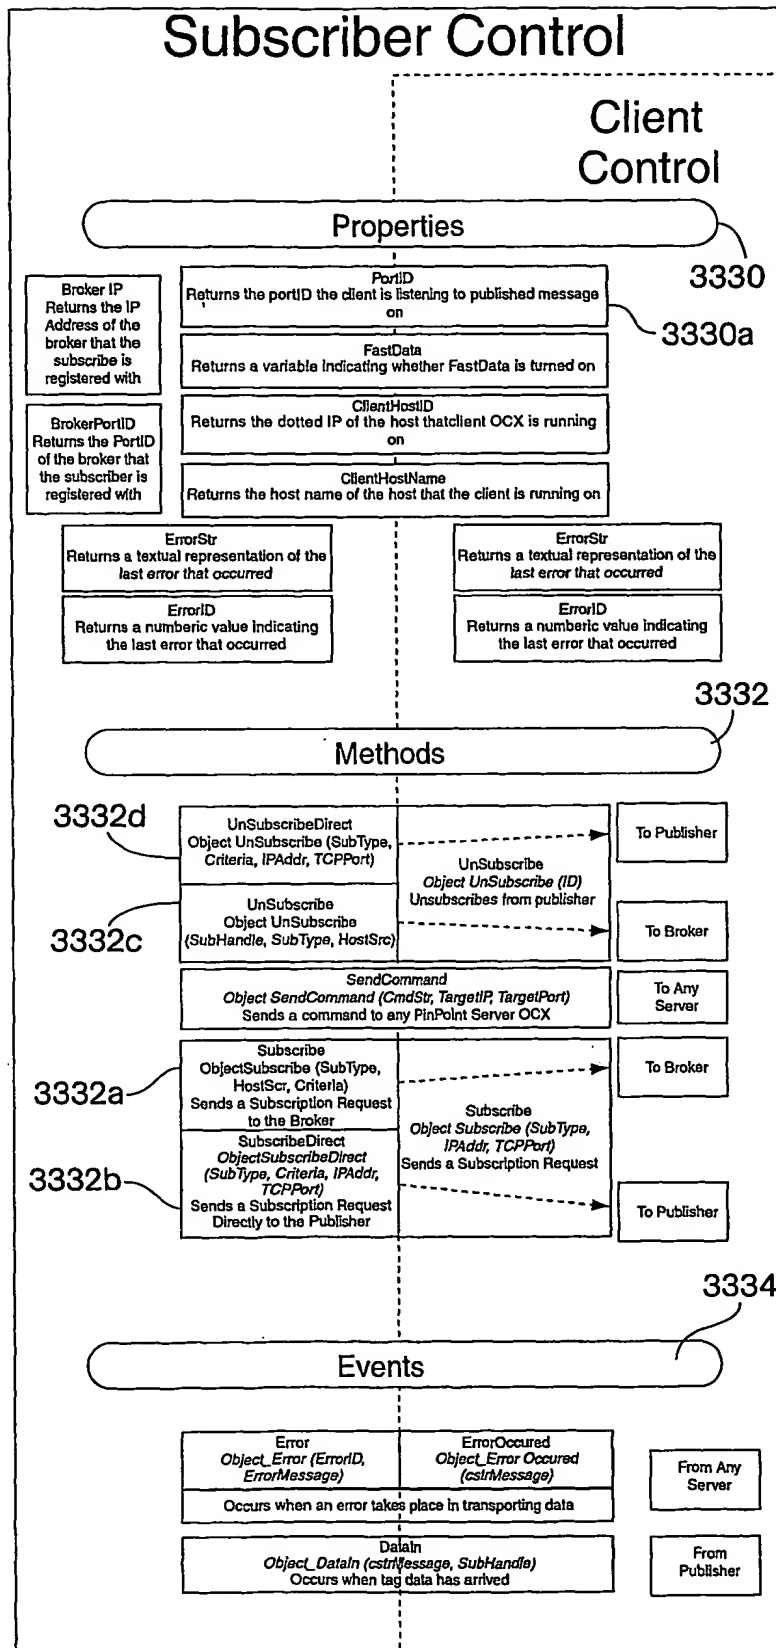 Subscriber Control
Client
Control
Properties
3330
Broker IP
Returns the IP
Address of the
broker that the
subscribe is
registered with
PortID
Returns the portID the client is listening to published message
on
3330a
FastData
Returns a variable indicating whether FastData is turned on
BrokerPortID
Returns the PortID
of the broker that
the subscriber is
registered with
ClientHostID
Returns the dotted IP of the host thatclient OCX is running
on
ClientHostName
Returns the host name of the host that the client is running on
ErrorStr
Returns a textual representation of the
last error that occurred
ErrorStr
Returns a textual representation of the
last error that occurred
ErrorID
Returns a numberic value indicating
the last error that occurred
ErrorID
Returns a numberic value indicating
the last error that occurred
3332
Methods
3332d
UnSubscribeDirect
Object UnSubscribe (SubType,
Criteria, IPAddr, TCPPort)
To Publisher
UnSubscribe
Object UnSubscribe (ID)
Unsubscribes from publisher
3332c
UnSubscribe
Object UnSubscribe
(SubHandle, SubType, HostSrc)
To Broker
SendCommand
Object SendCommand (CmdStr, TargetIP, TargetPort)
Sends a command to any PinPoint Server OCX
To Any
Server
3332a
Subscribe
ObjectSubscribe (SubType,
HostScr, Criteria)
Sends a Subscription Request
to the Broker
To Broker
Subscribe
Object Subscribe (SubType,
IPAddr, TCPPort)
Sends a Subscription Request
3332b
SubscribeDirect
ObjectSubscribeDirect
(SubType, Criteria, IPAddr,
TCPPort)
Sends a Subscription Request
Directly to the Publisher
To Publisher
3334
Events
Error
Object_Error (ErrorID,
ErrorMessage)
ErrorOccured
Object_Error Occured
(cstrMessage)
Occurs when an error takes place in transporting data
From Any
Server
DataIn
Object_DataIn (cstrMessage, SubHandle)
Occurs when tag data has arrived
From
Publisher